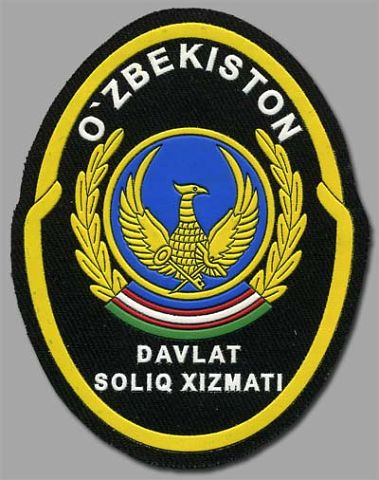 O`ZBEKISTON
DAVLAT
SOLIQ XIZMATI